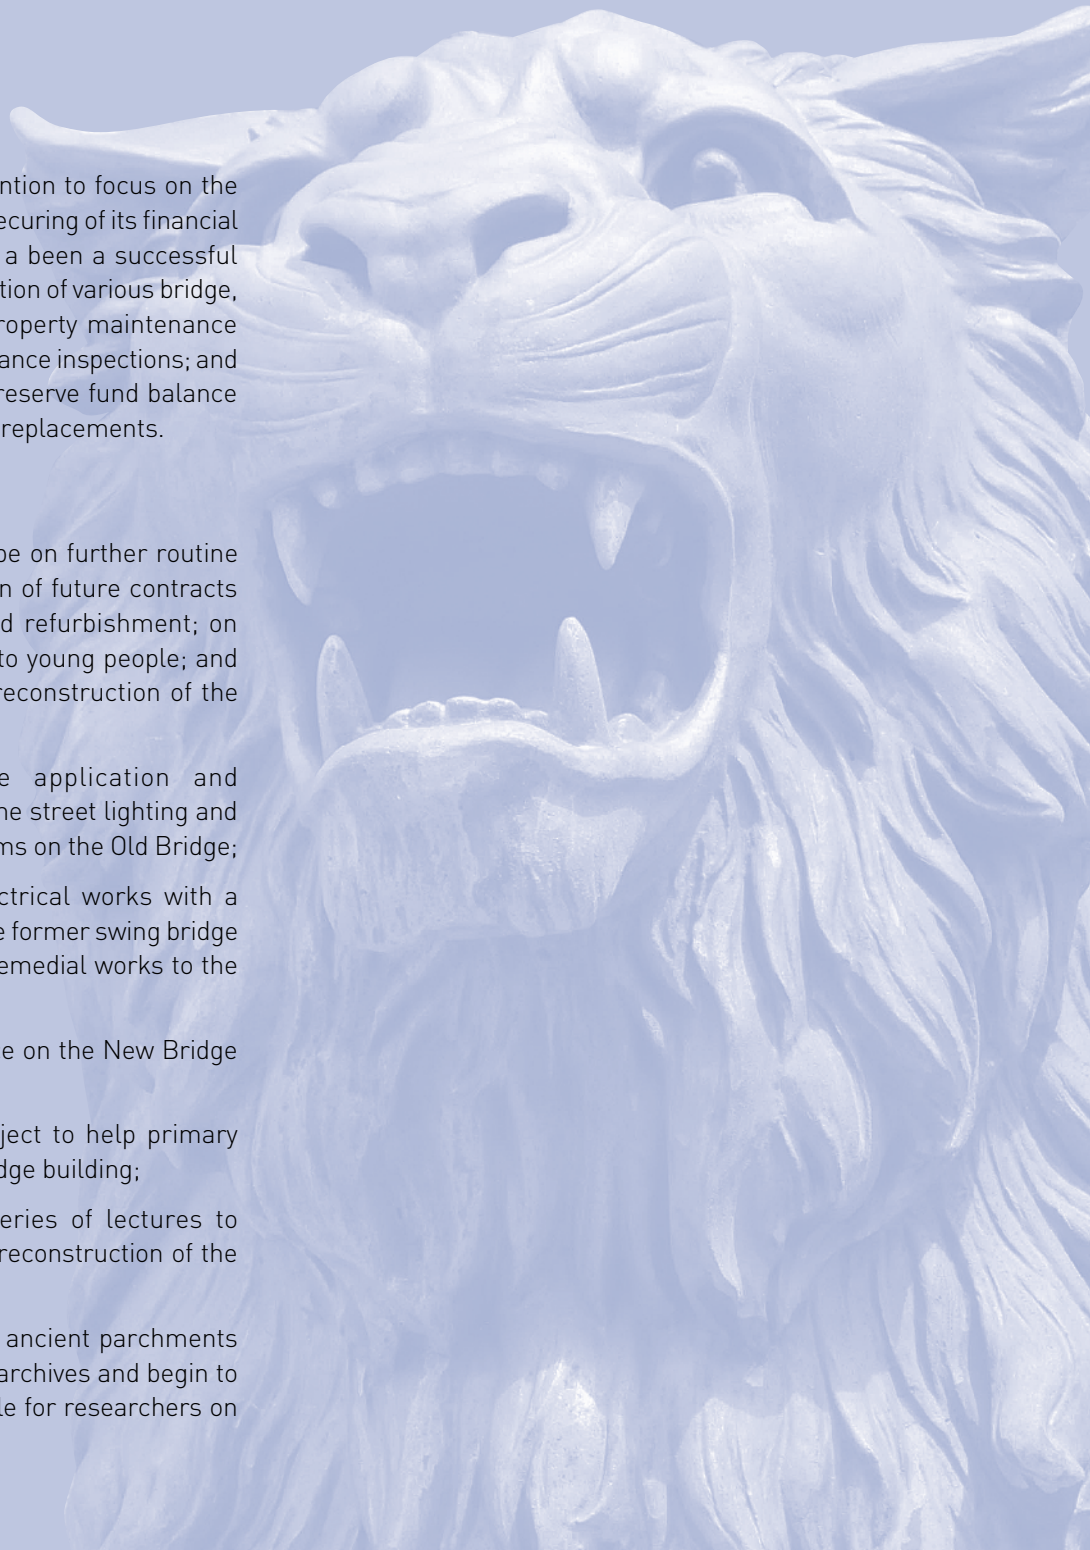 ntion to focus on the
ecuring of its financial
a been a successful
tion of various bridge,
roperty maintenance
ance inspections; and
reserve fund balance
replacements.
be on further routine
n of future contracts
d refurbishment; on
to young people; and
reconstruction of the
e application and
he street lighting and
ms on the Old Bridge;
ctrical works with a
e former swing bridge
emedial works to the
e on the New Bridge
ject to help primary
dge building;
eries of lectures to
reconstruction of the
ancient parchments
archives and begin to
le for researchers on